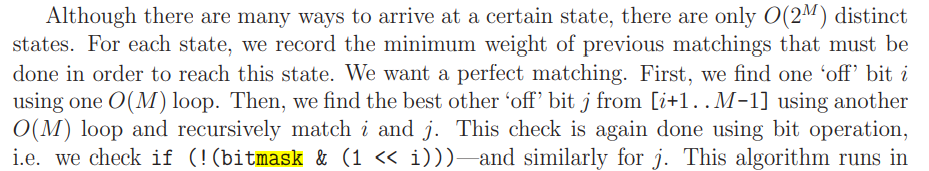 Although there are many ways to arrive at a certain state, there are only O(2^M) distinct
states. For each state, we record the minimum weight of previous matchings that must be
done in order to reach this state. We want a perfect matching. First, we find one ‘off’ bit i
using one O(M) loop. Then, we find the best other ‘off’ bit j from [i+1..M-1] using another
O(M) loop and recursively match i and j. This check is again done using bit operation,
i.e. we check if (!(bitmask & (1 << i)))—and similarly for j. This algorithm runs in